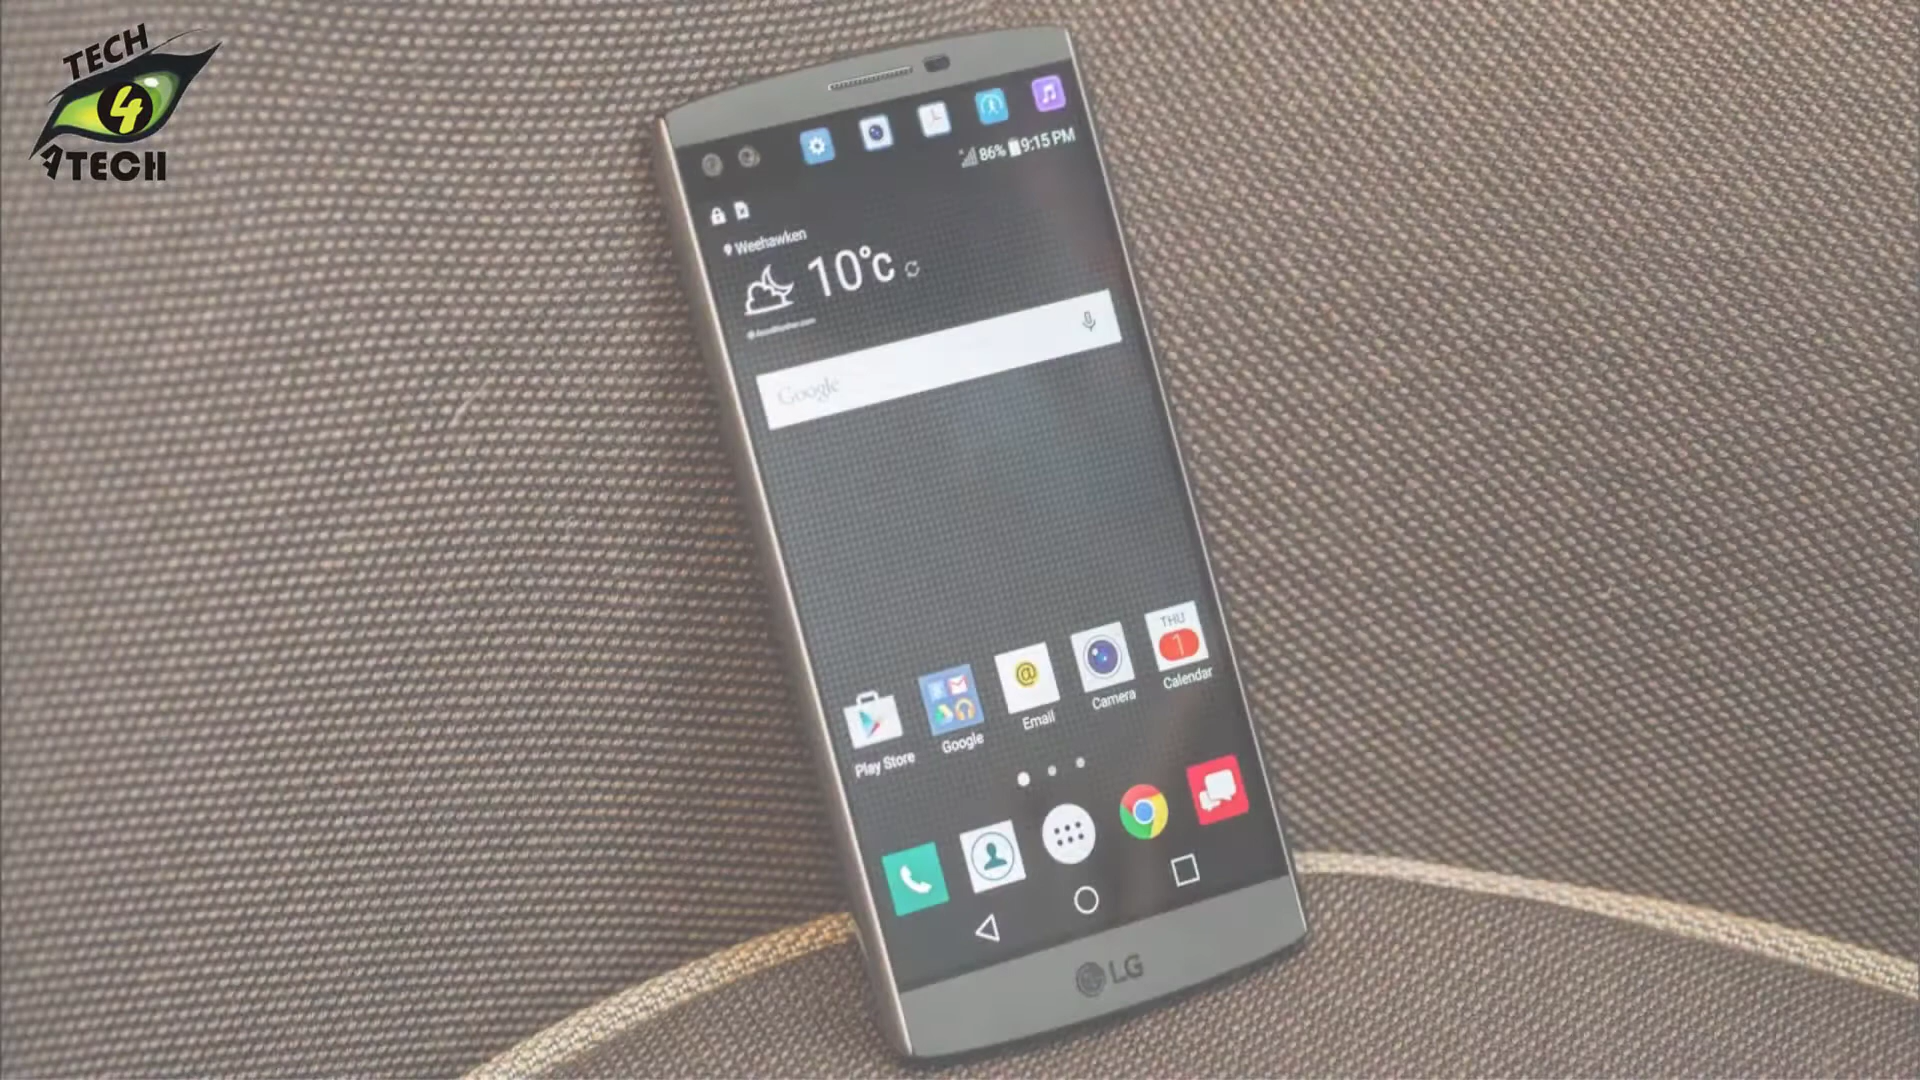 TECH
4
TECH
86% 9:15 PM
Weehawken
10°C
Google
THU
1
Play Store
Google
@
Email
Camera
Calendar
LG